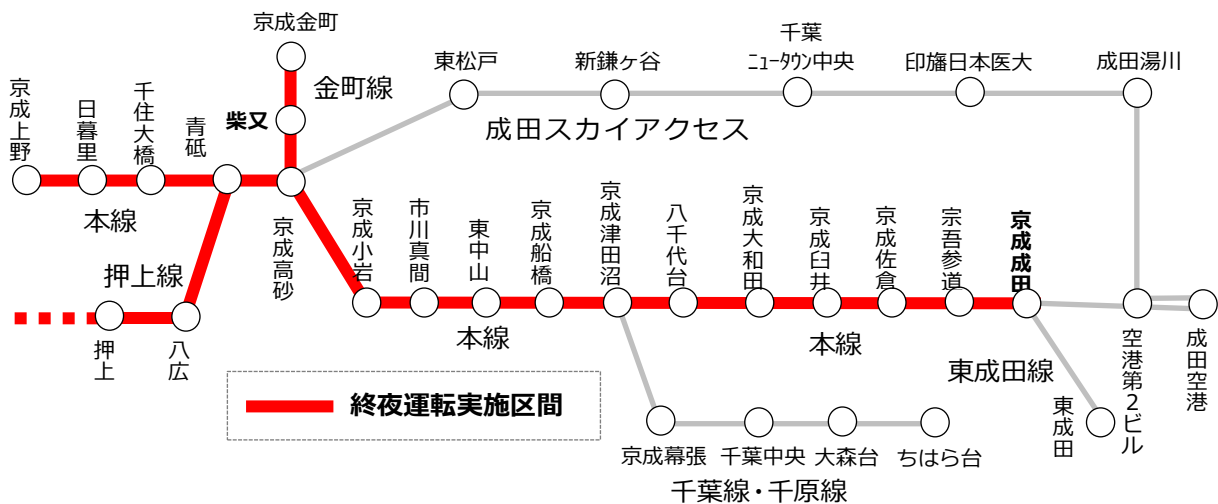 京成金町
金町線
柴又
東松戸
新鎌ヶ谷
千葉
ﾆｭｰﾀｳﾝ中央
印旛日本医大
成田湯川
成田スカイアクセス
京成上野
日暮里
千住大橋
青砥
本線
京成高砂
押上線
押上
八広
京成小岩
市川真間
東中山
京成船橋
京成津田沼
八千代台
京成大和田
京成臼井
京成佐倉
宗吾参道
京成成田
本線
本線
東成田線
東成田
空港第2ビル
成田空港
終夜運転実施区間
京成幕張
千葉中央
大森台
ちはら台
千葉線・千原線